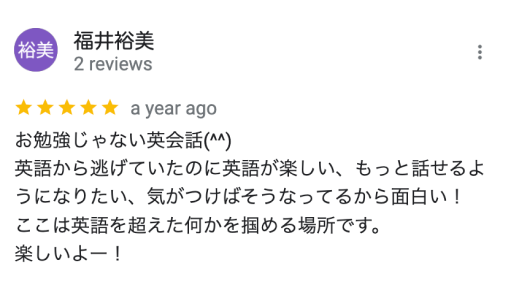 裕美
福井裕美
2 reviews
a year ago
お勉強じゃない英会話(^^)
英語から逃げていたのに英語が楽しい、もっと話せるよ
うになりたい、気がつけばそうなってるから面白い！
ここは英語を超えた何かを掴める場所です。
楽しいよー！